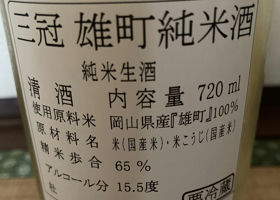 三冠 雄町純米酒
純米生酒
清酒 内容量 720 ml
使用原料米 岡山県産『雄町』100%
原材料名 米(国産米)・米こうじ(国産米)
精米歩合 65 %
アルコール分 15.5度
要冷蔵